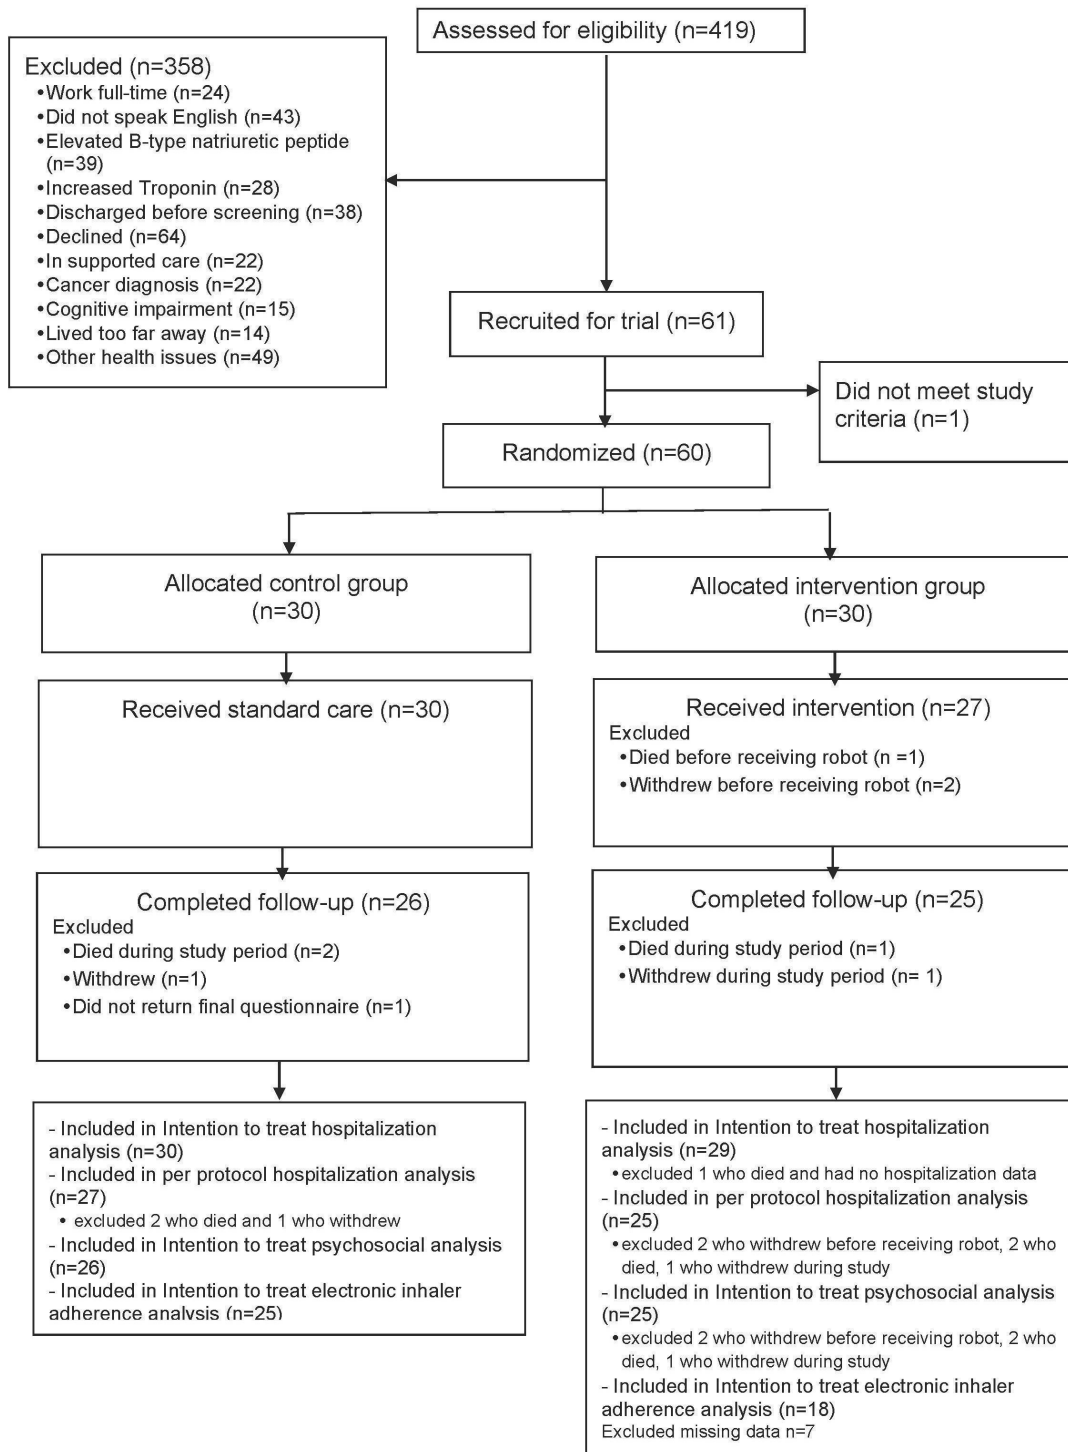 Assessed for eligibility (n=419)
Excluded (n=358)
•Work full-time (n=24)
•Did not speak English (n=43)
•Elevated B-type natriuretic peptide
(n=39)
•Increased Troponin (n=28)
•Discharged before screening (n=38)
•Declined (n=64)
•In supported care (n=22)
•Cancer diagnosis (n=22)
•Cognitive impairment (n=15)
•Lived too far away (n=14)
•Other health issues (n=49)
Recruited for trial (n=61)
Did not meet study
criteria (n=1)
Randomized (n=60)
Allocated control group
(n=30)
Allocated intervention group
(n=30)
Received standard care (n=30)
Received intervention (n=27)
Excluded
•Died before receiving robot (n =1)
•Withdrew before receiving robot (n=2)
Completed follow-up (n=26)
Excluded
•Died during study period (n=2)
•Withdrew (n=1)
•Did not return final questionnaire (n=1)
Completed follow-up (n=25)
Excluded
•Died during study period (n=1)
•Withdrew during study period (n= 1)
- Included in Intention to treat hospitalization
analysis (n=30)
- Included in per protocol hospitalization analysis
(n=27)
• excluded 2 who died and 1 who withdrew
- Included in Intention to treat psychosocial analysis
(n=26)
- Included in Intention to treat electronic inhaler
adherence analysis (n=25)
- Included in Intention to treat hospitalization
analysis (n=29)
•excluded 1 who died and had no hospitalization data
- Included in per protocol hospitalization analysis
(n=25)
•excluded 2 who withdrew before receiving robot, 2 who
died, 1 who withdrew during study
- Included in Intention to treat psychosocial analysis
(n=25)
•excluded 2 who withdrew before receiving robot, 2 who
died, 1 who withdrew during study
- Included in Intention to treat electronic inhaler
adherence analysis (n=18)
Excluded missing data n=7